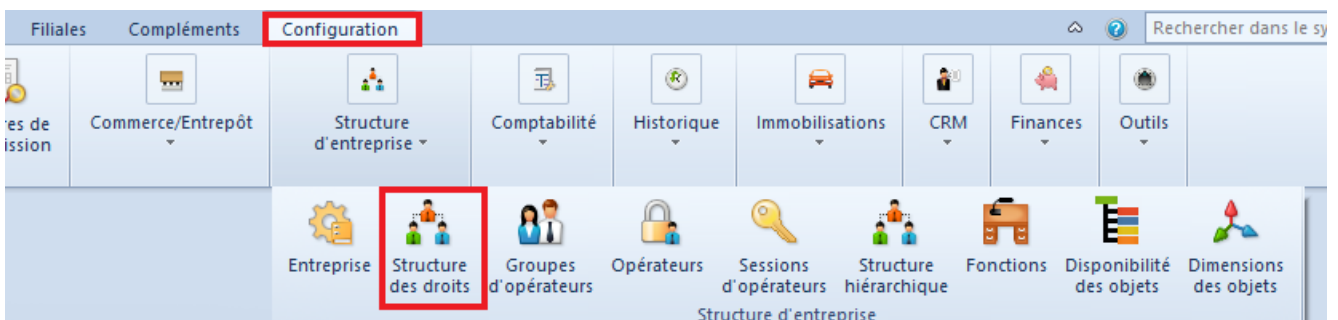 Filiales Compléments Configuration Rechercher dans le sy
res de Commerce/Entrepôt Structure Comptabilité Historique Immobilisations CRM Finances Outils
ission d'entreprise
Entreprise Structure Groupes Opérateurs Sessions Structure Fonctions Disponibilité Dimensions
des droits d'opérateurs d'opérateurs hiérarchique des objets des objets
Structure d'entreprise